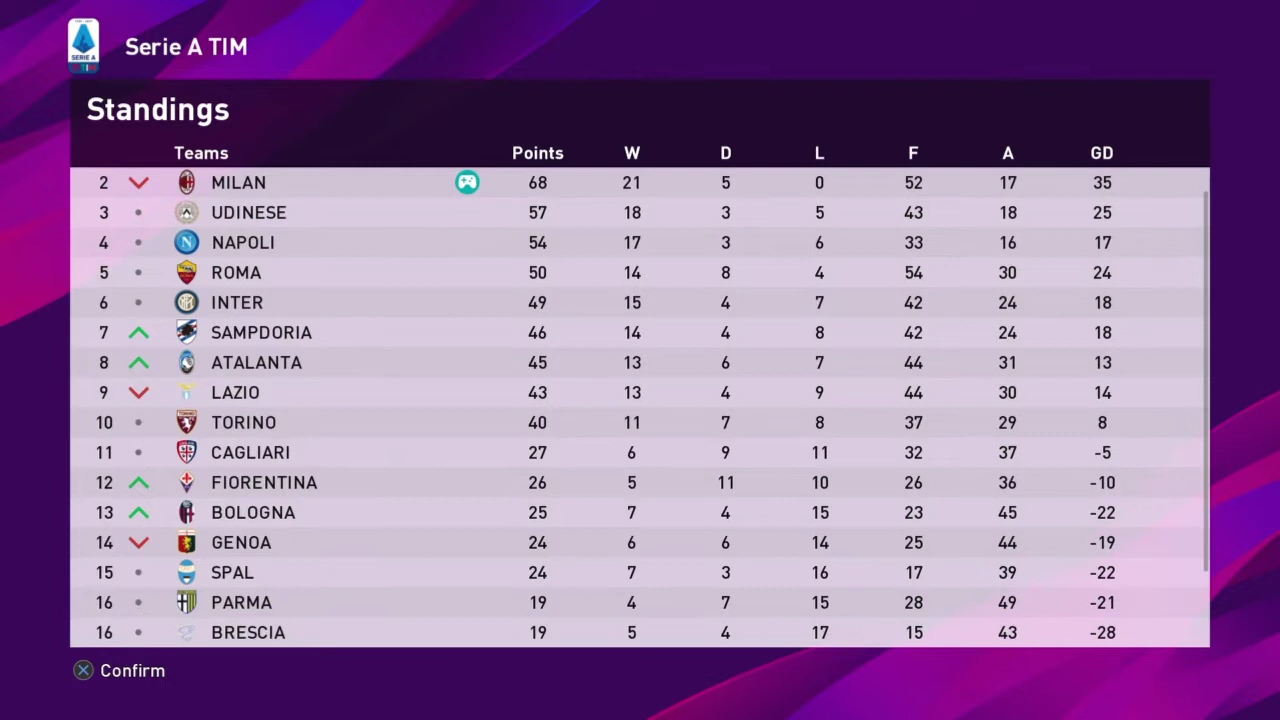 SERIE A
TIM
Serie A TIM
Standings
Teams Points W D L F A GD
2 MILAN 68 21 5 0 52 17 35
3 UDINESE 57 18 3 5 43 18 25
4 N NAPOLI 54 17 3 6 33 16 17
5 ROMA 50 14 8 4 54 30 24
6 INTER 49 15 4 7 42 24 18
7 SAMPDORIA 46 14 4 8 42 24 18
8 ATALANTA 45 13 6 7 44 31 13
9 LAZIO 43 13 4 9 44 30 14
10 TORINO 40 11 7 8 37 29 8
11 CAGLIARI 27 6 9 11 32 37 -5
12 FIORENTINA 26 5 11 10 26 36 -10
13 BOLOGNA 25 7 4 15 23 45 -22
14 GENOA 24 6 6 14 25 44 -19
15 SPAL 24 7 3 16 17 39 -22
16 PARMA 19 4 7 15 28 49 -21
16 BRESCIA 19 5 4 17 15 43 -28
Confirm